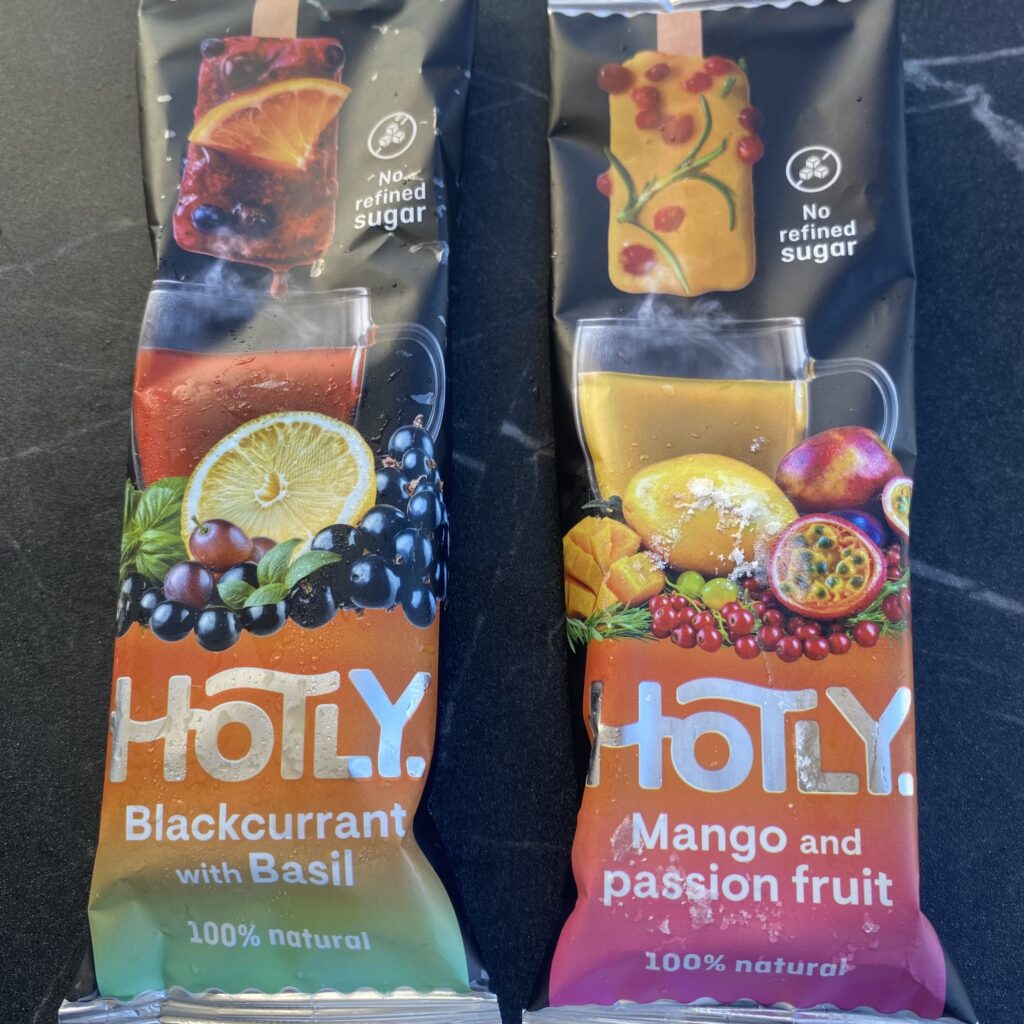 No
refined
sugar
HOTLY.
Blackcurrant
with Basil
100% natural
No
refined
sugar
HOTLY.
Mango and
passion fruit
100% natural